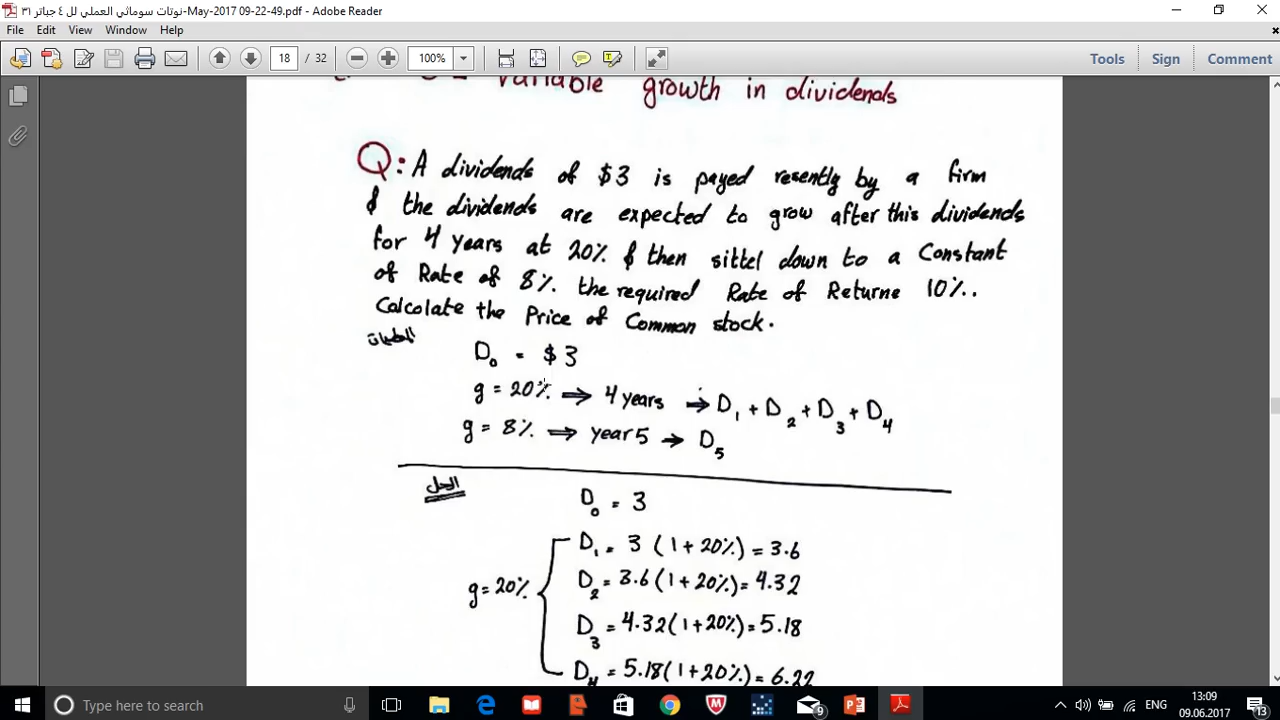 نوتات سوماثي العملي لل ٤ جباتر ٣١-May-2017 09-22-49.pdf - Adobe Reader
File Edit View Window Help
18 / 32 100% Tools Sign Comment
variable growth in dividends
Q: A dividends of $3 is payed resently by a firm
& the dividends are expected to grow after this dividends
for 4 years at 20% & then sittel down to a Constant
of Rate of 8%. the required Rate of Returne 10%..
Calcolate the Price of Common stock.
المعطيات
D0 = $3
g = 20% ⇒ 4 years → D1 + D2 + D3 + D4
g = 8% ⇒ year 5 → D5
الحل
D0 = 3
D1 = 3 (1+20%) = 3.6
D2 = 3.6 (1+20%) = 4.32
g = 20%
D3 = 4.32 (1+20%) = 5.18
D4 = 5.18 (1+20%) = 6.22
Type here to search
9
ENG
13:09
09.06.2017
13